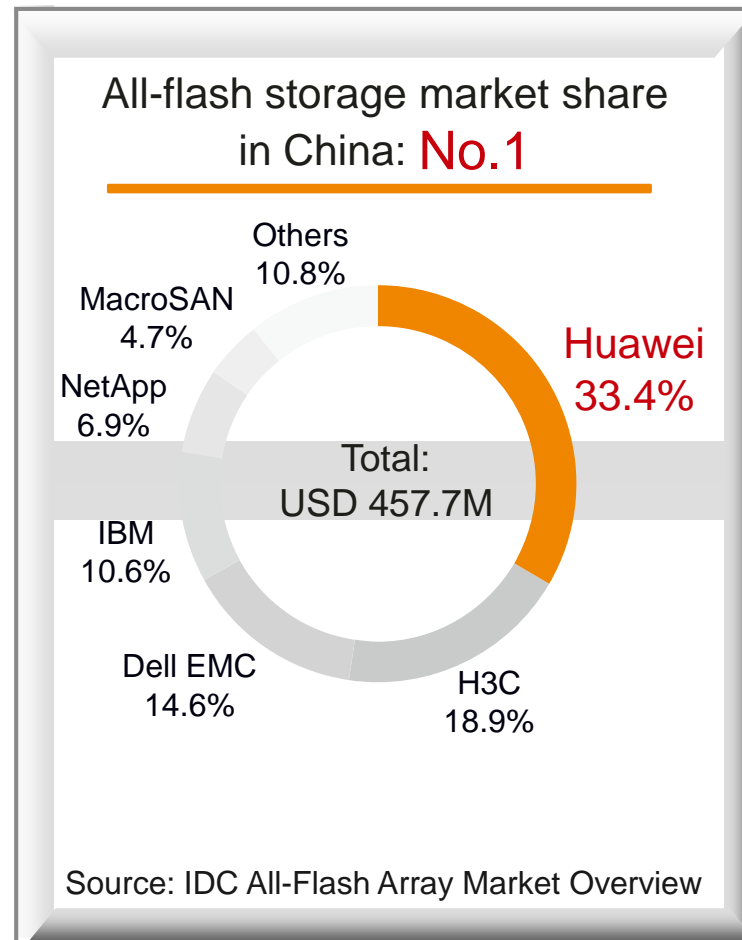 All-flash storage market share
in China: No.1
Others
10.8%
MacroSAN
4.7%
NetApp
6.9%
Huawei
33.4%
Total:
USD 457.7M
IBM
10.6%
Dell EMC
14.6%
H3C
18.9%
Source: IDC All-Flash Array Market Overview